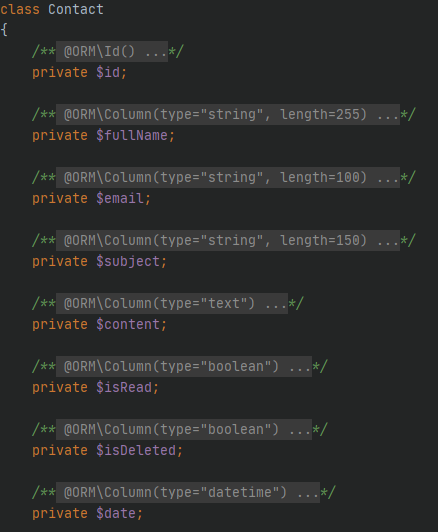 class Contact
{
/** @ORM\Id() ...*/
private $id;
/** @ORM\Column(type="string", length=255) ...*/
private $fullName;
/** @ORM\Column(type="string", length=100) ...*/
private $email;
/** @ORM\Column(type="string", length=150) ...*/
private $subject;
/** @ORM\Column(type="text") ...*/
private $content;
/** @ORM\Column(type="boolean") ...*/
private $isRead;
/** @ORM\Column(type="boolean") ...*/
private $isDeleted;
/** @ORM\Column(type="datetime") ...*/
private $date;